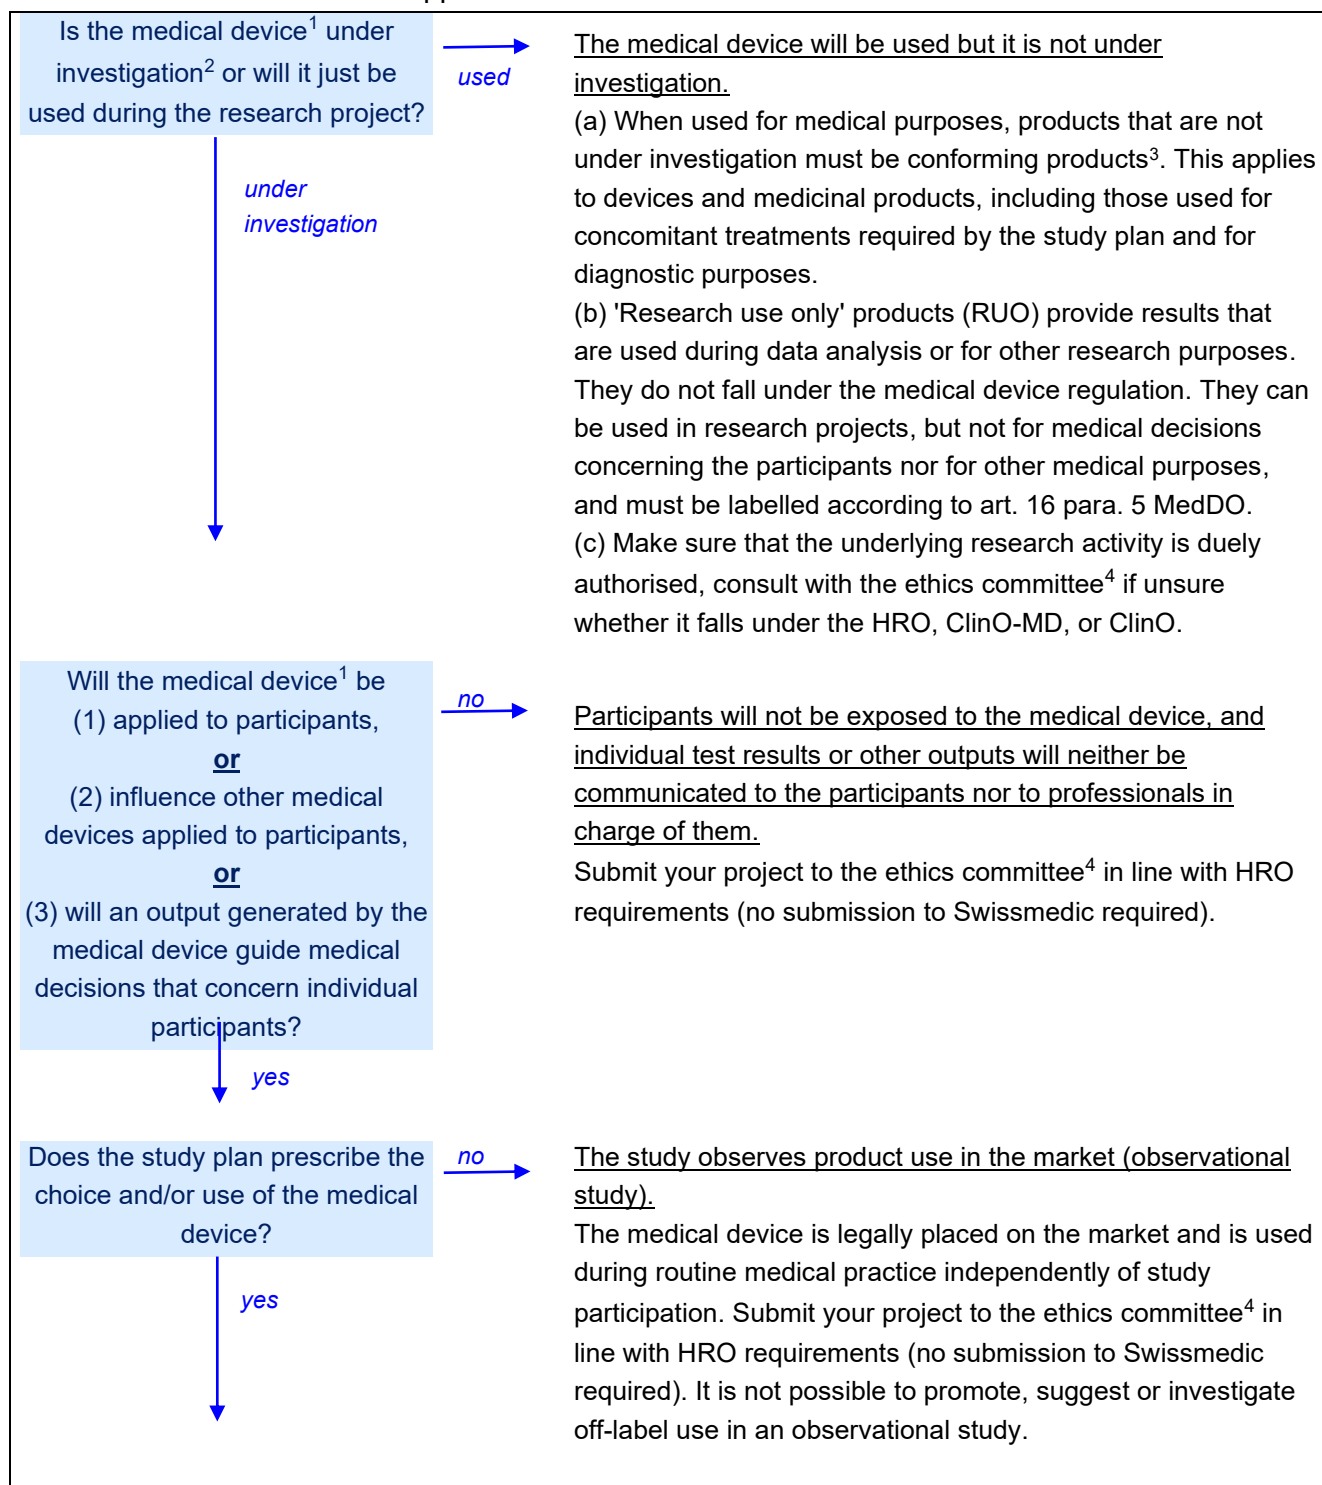 Is the medical device1 under
investigation2 or will it just be
used during the research project?
used
under
investigation
The medical device will be used but it is not under
investigation.
(a) When used for medical purposes, products that are not
under investigation must be conforming products3. This applies
to devices and medicinal products, including those used for
concomitant treatments required by the study plan and for
diagnostic purposes.
(b) 'Research use only' products (RUO) provide results that
are used during data analysis or for other research purposes.
They do not fall under the medical device regulation. They can
be used in research projects, but not for medical decisions
concerning the participants nor for other medical purposes,
and must be labelled according to art. 16 para. 5 MedDO.
(c) Make sure that the underlying research activity is duely
authorised, consult with the ethics committee4 if unsure
whether it falls under the HRO, ClinO-MD, or ClinO.
Will the medical device1 be
(1) applied to participants,
or
(2) influence other medical
devices applied to participants,
or
(3) will an output generated by the
medical device guide medical
decisions that concern individual
participants?
no
yes
Participants will not be exposed to the medical device, and
individual test results or other outputs will neither be
communicated to the participants nor to professionals in
charge of them.
Submit your project to the ethics committee4 in line with HRO
requirements (no submission to Swissmedic required).
Does the study plan prescribe the
choice and/or use of the medical
device?
no
yes
The study observes product use in the market (observational
study).
The medical device is legally placed on the market and is used
during routine medical practice independently of study
participation. Submit your project to the ethics committee4 in
line with HRO requirements (no submission to Swissmedic
required). It is not possible to promote, suggest or investigate
off-label use in an observational study.